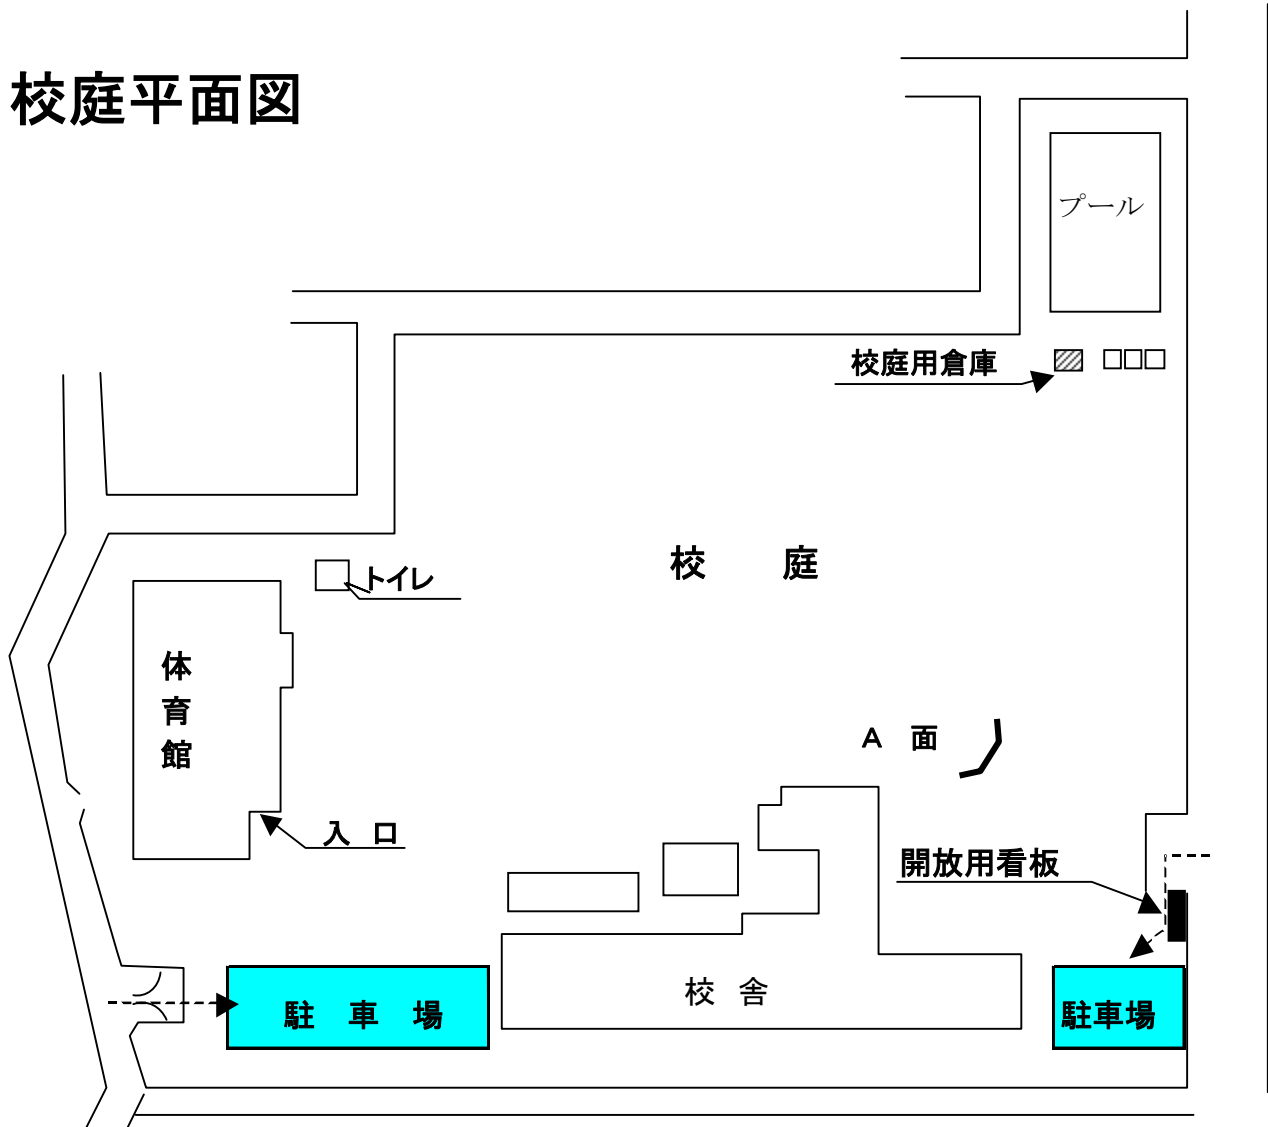 校庭平面図
プール
校庭用倉庫
校　庭
トイレ
体育館
A 面
入 口
開放用看板
校 舎
駐 車 場
駐車場